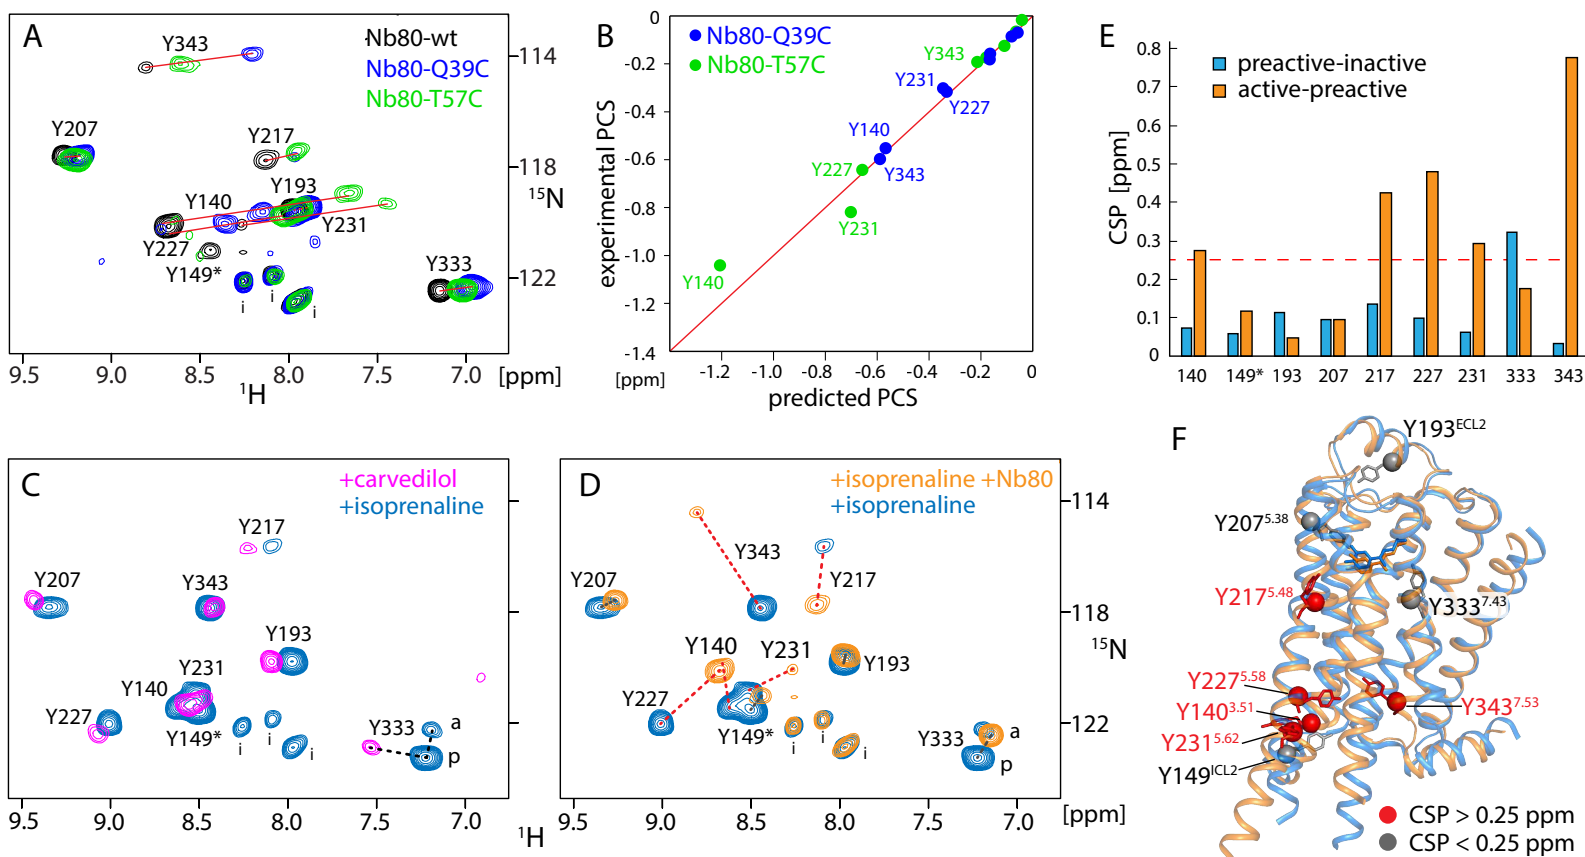 A
Nb80-wt
Nb80-Q39C
Nb80-T57C
Y343
Y207
Y217
Y140
Y193
Y231
Y227
Y149*
Y333
i
i
i
114
118
15N
122
9.5
9.0
8.5
8.0
7.5
7.0
[ppm]
1H
B
Nb80-Q39C
Nb80-T57C
Y343
Y231
Y227
Y140
Y227
Y343
Y231
Y140
experimental PCS
0
-0.2
-0.4
-0.6
-0.8
-1.0
-1.2
-1.4
[ppm]
-1.2
-1.0
-0.8
-0.6
-0.4
-0.2
0
predicted PCS
E
preactive-inactive
active-preactive
CSP [ppm]
0.8
0.7
0.6
0.5
0.4
0.3
0.2
0.1
0
140
149*
193
207
217
227
231
333
343
C
+carvedilol
+isoprenaline
Y217
Y207
Y343
Y193
Y231
Y140
Y227
Y149*
Y333
a
p
i
i
i
9.5
9.0
8.5
8.0
7.5
7.0
1H
D
+isoprenaline +Nb80
+isoprenaline
Y343
Y217
Y207
Y140
Y231
Y193
Y227
Y149*
Y333
a
p
i
i
i
114
118
15N
122
9.5
9.0
8.5
8.0
7.5
7.0
[ppm]
F
Y193ECL2
Y2075.38
Y2175.48
Y3337.43
Y2275.58
Y1403.51
Y3437.53
Y2315.62
Y149ICL2
CSP > 0.25 ppm
CSP < 0.25 ppm